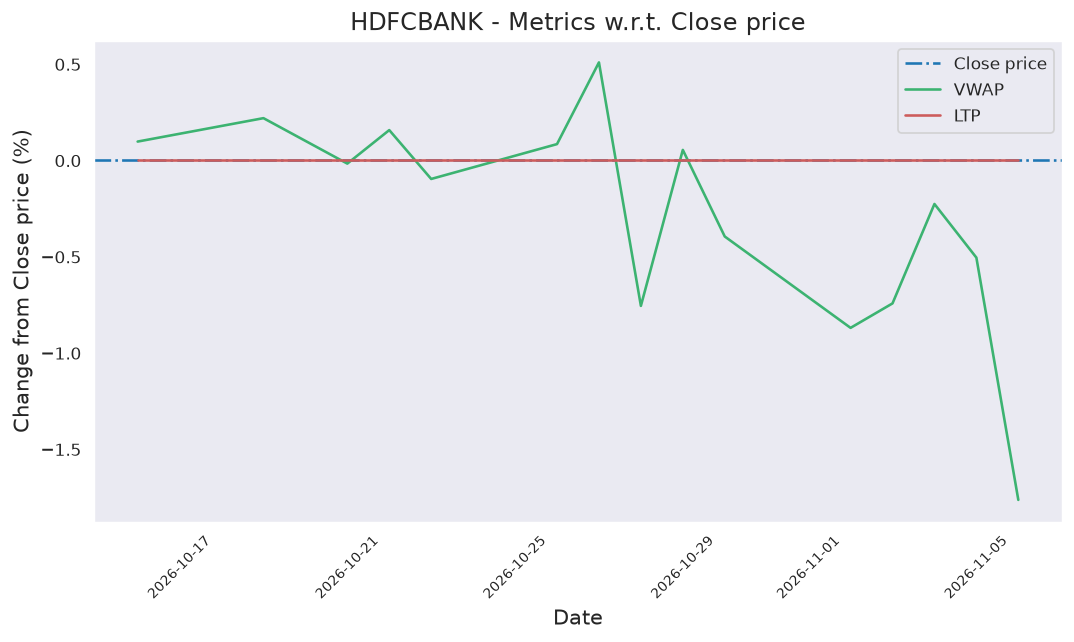 HDFCBANK - Metrics w.r.t. Close price
Close price
VWAP
LTP
Change from Close price (%)
0.5
0.0
−0.5
−1.0
−1.5
2026-10-17
2026-10-21
2026-10-25
2026-10-29
2026-11-01
2026-11-05
Date